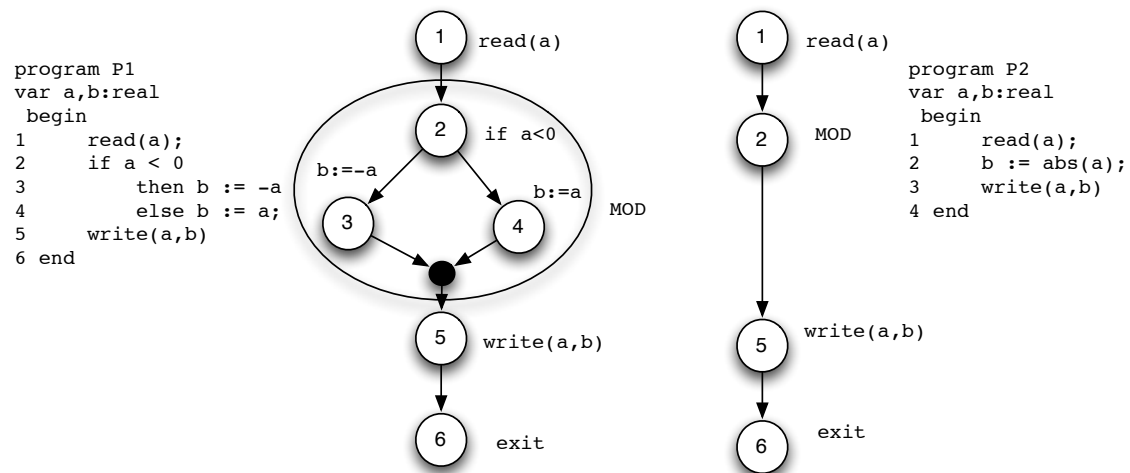 program P1
var a,b:real
begin
1 read(a);
2 if a < 0
3 then b := -a
4 else b := a;
5 write(a,b)
6 end
1 read(a)
2 if a<0
b:=-a
b:=a
3
4
MOD
5 write(a,b)
6 exit
1 read(a)
2 MOD
5 write(a,b)
6 exit
program P2
var a,b:real
begin
1 read(a);
2 b := abs(a);
3 write(a,b)
4 end